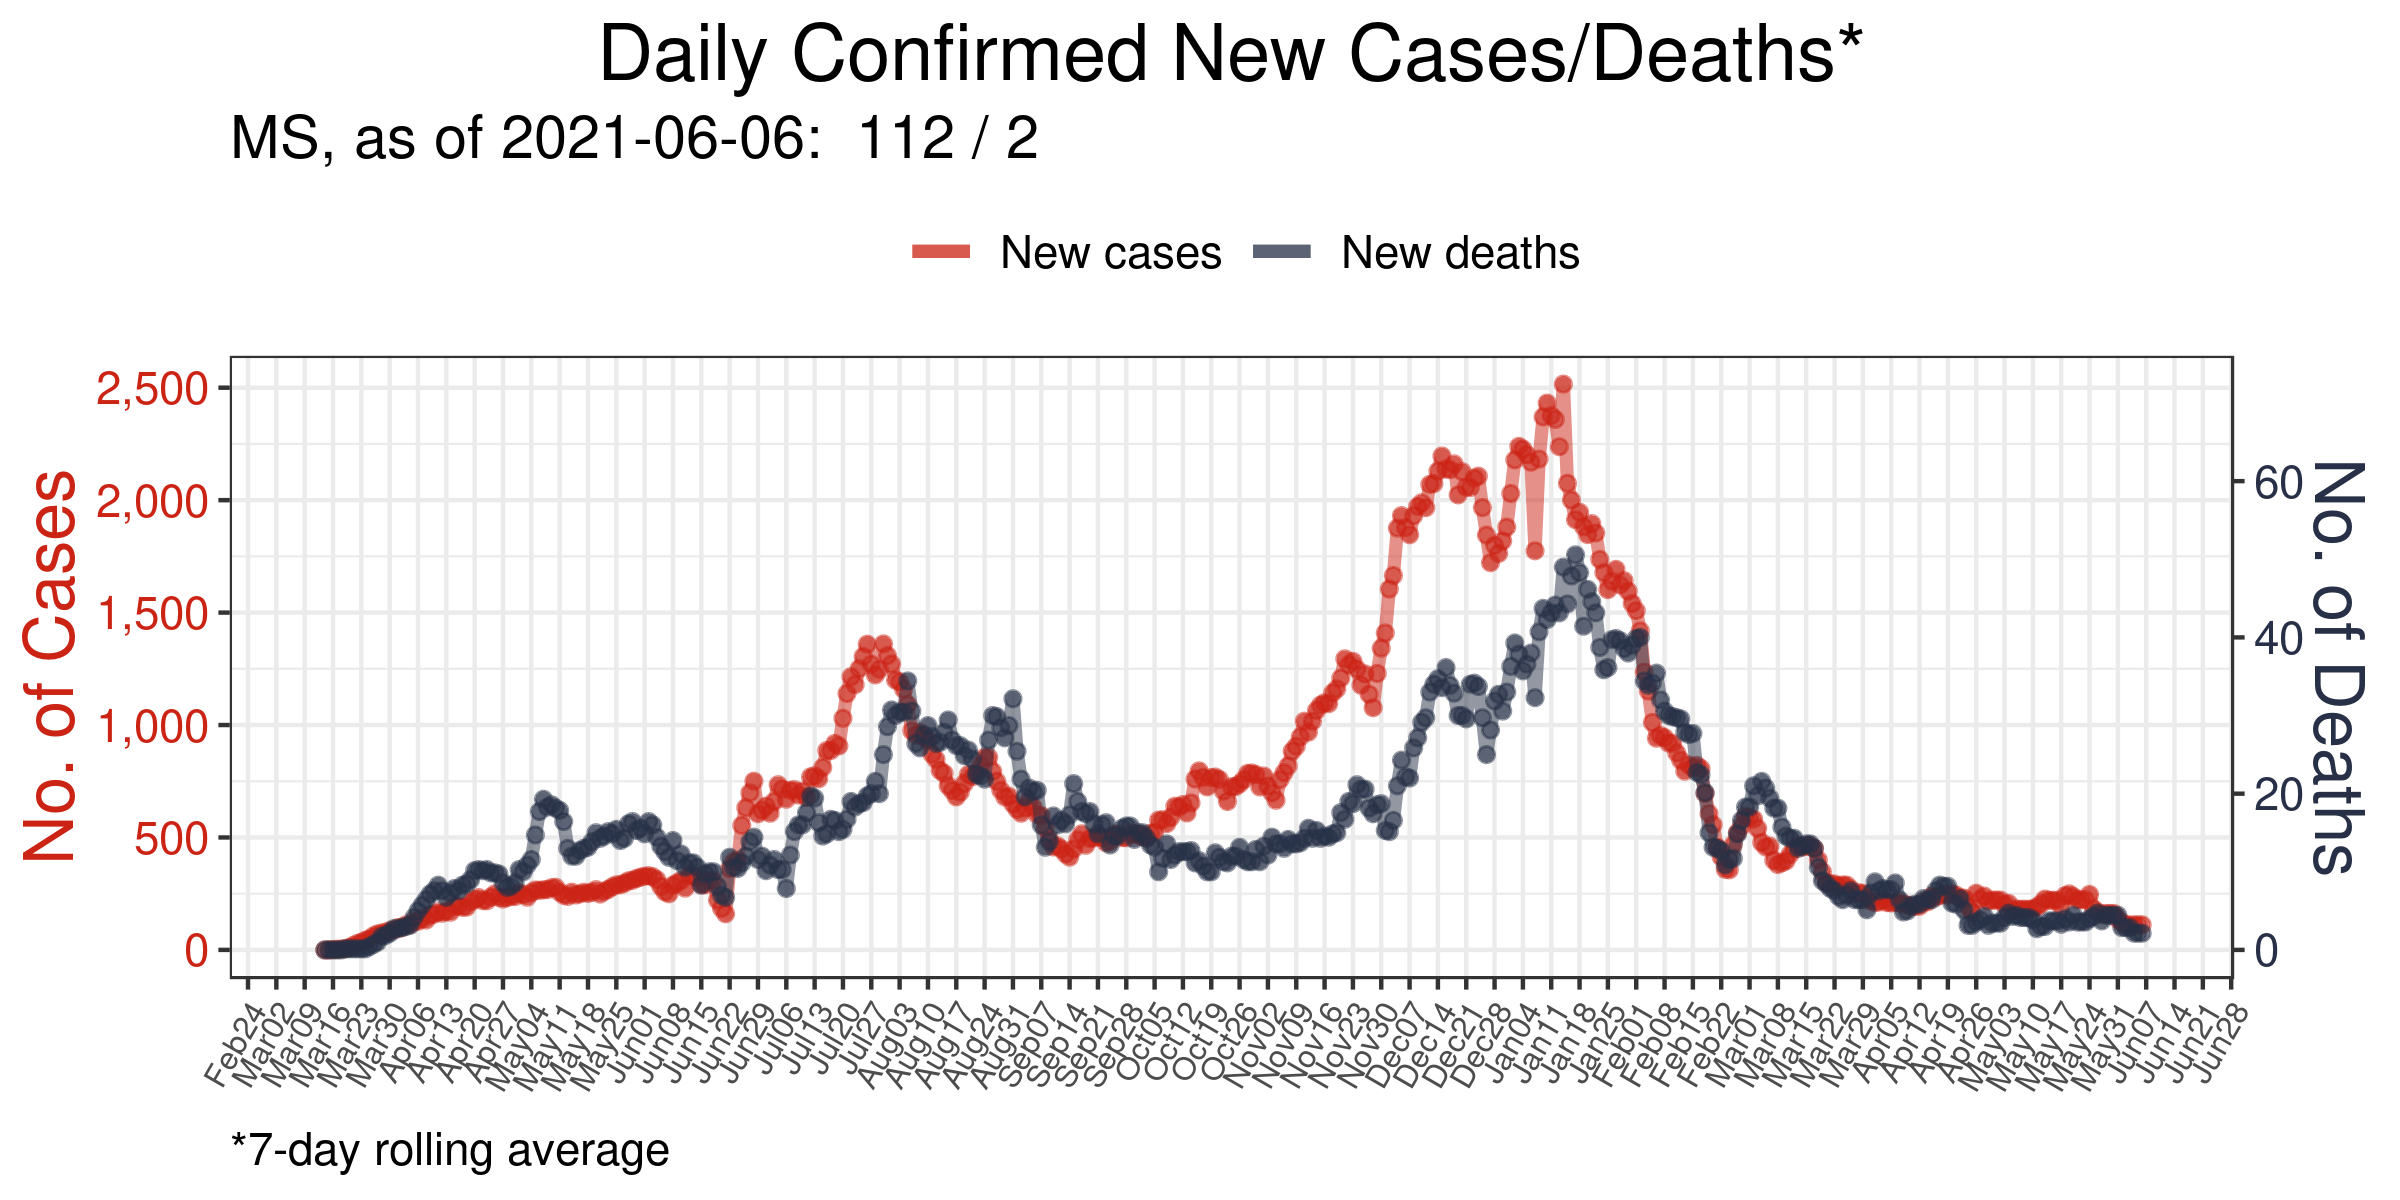 Daily Confirmed New Cases/Deaths*
MS, as of 2021-06-06:  112 / 2
New cases
New deaths
No. of Cases
2,500
2,000
1,500
1,000
500
0
60
40
20
0
No. of Deaths
Feb24
Mar02
Mar09
Mar16
Mar23
Mar30
Apr06
Apr13
Apr20
Apr27
May04
May11
May18
May25
Jun01
Jun08
Jun15
Jun22
Jun29
Jul06
Jul13
Jul20
Jul27
Aug03
Aug10
Aug17
Aug24
Aug31
Sep07
Sep14
Sep21
Sep28
Oct05
Oct12
Oct19
Oct26
Nov02
Nov09
Nov16
Nov23
Nov30
Dec07
Dec14
Dec21
Dec28
Jan04
Jan11
Jan18
Jan25
Feb01
Feb08
Feb15
Feb22
Mar01
Mar08
Mar15
Mar22
Mar29
Apr05
Apr12
Apr19
Apr26
May03
May10
May17
May24
May31
Jun07
Jun14
Jun21
Jun28
*7-day rolling average